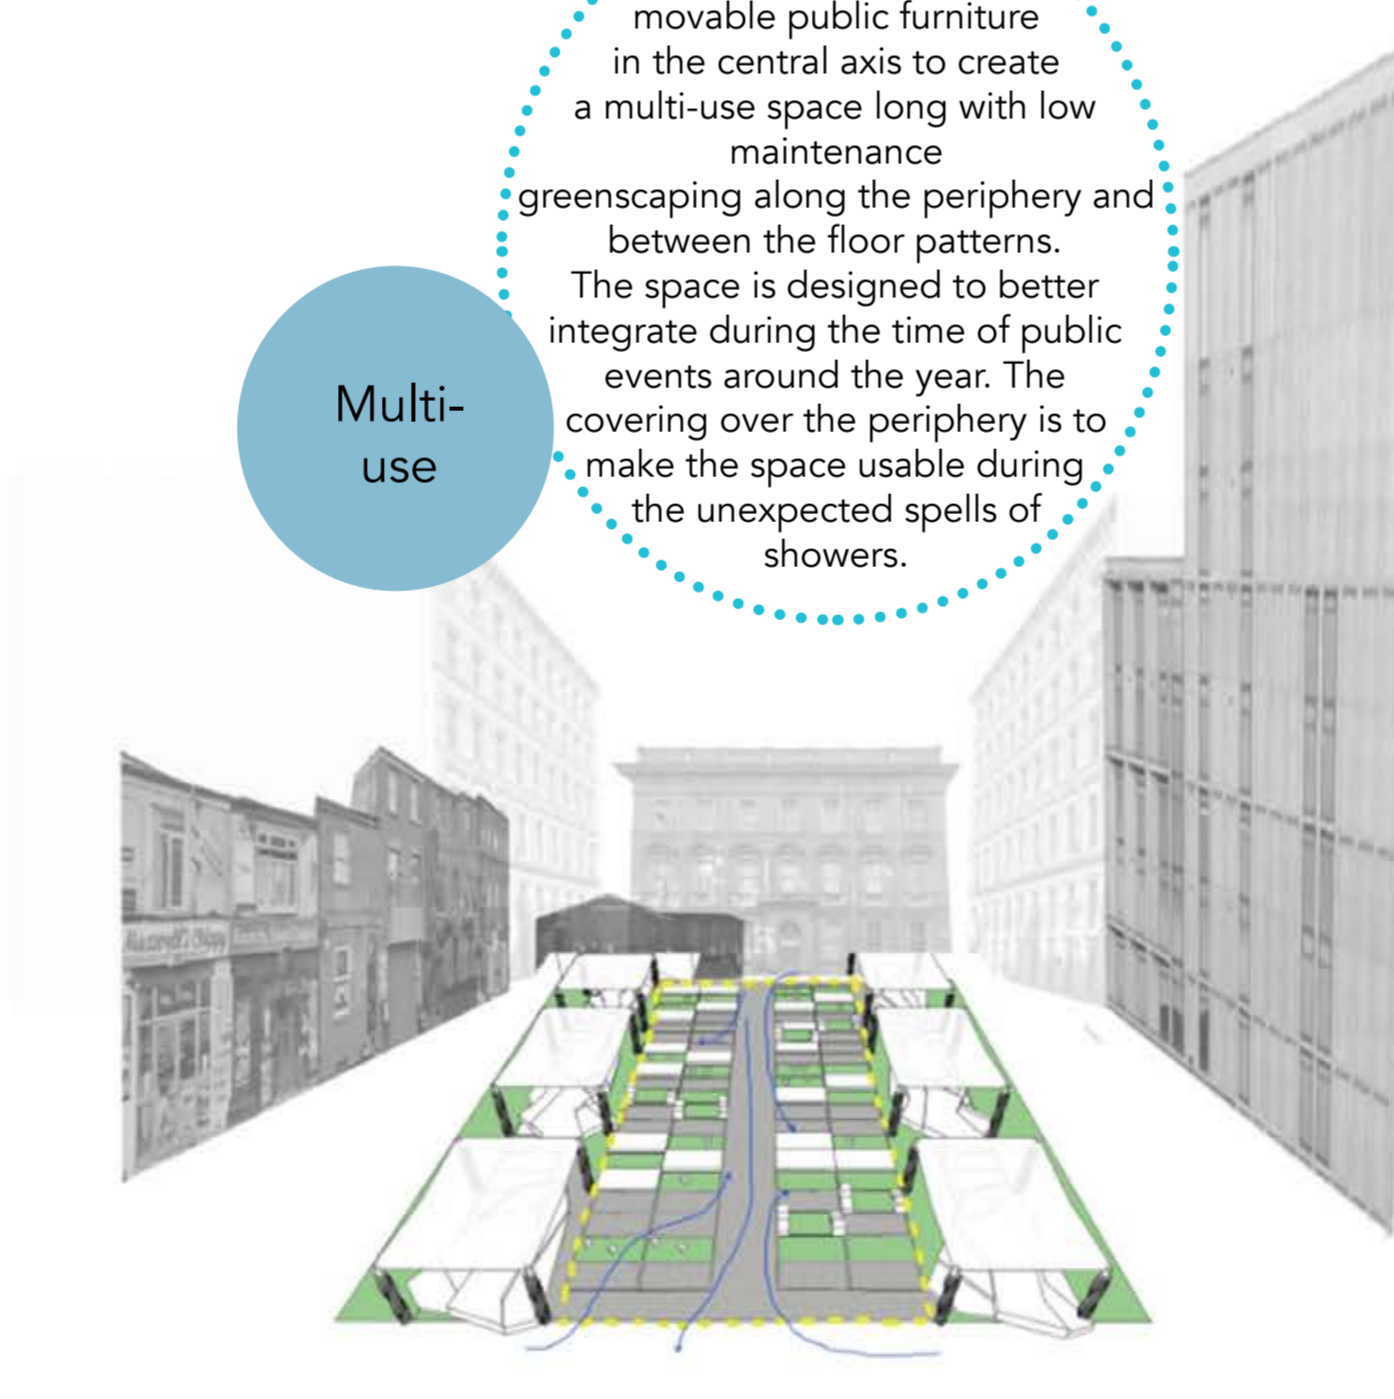 movable public furniture
in the central axis to create
a multi-use space long with low
maintenance
greenscaping along the periphery and
between the floor patterns.
The space is designed to better
integrate during the time of public
events around the year. The
covering over the periphery is to
make the space usable during
the unexpected spells of
showers.
Multi-
use